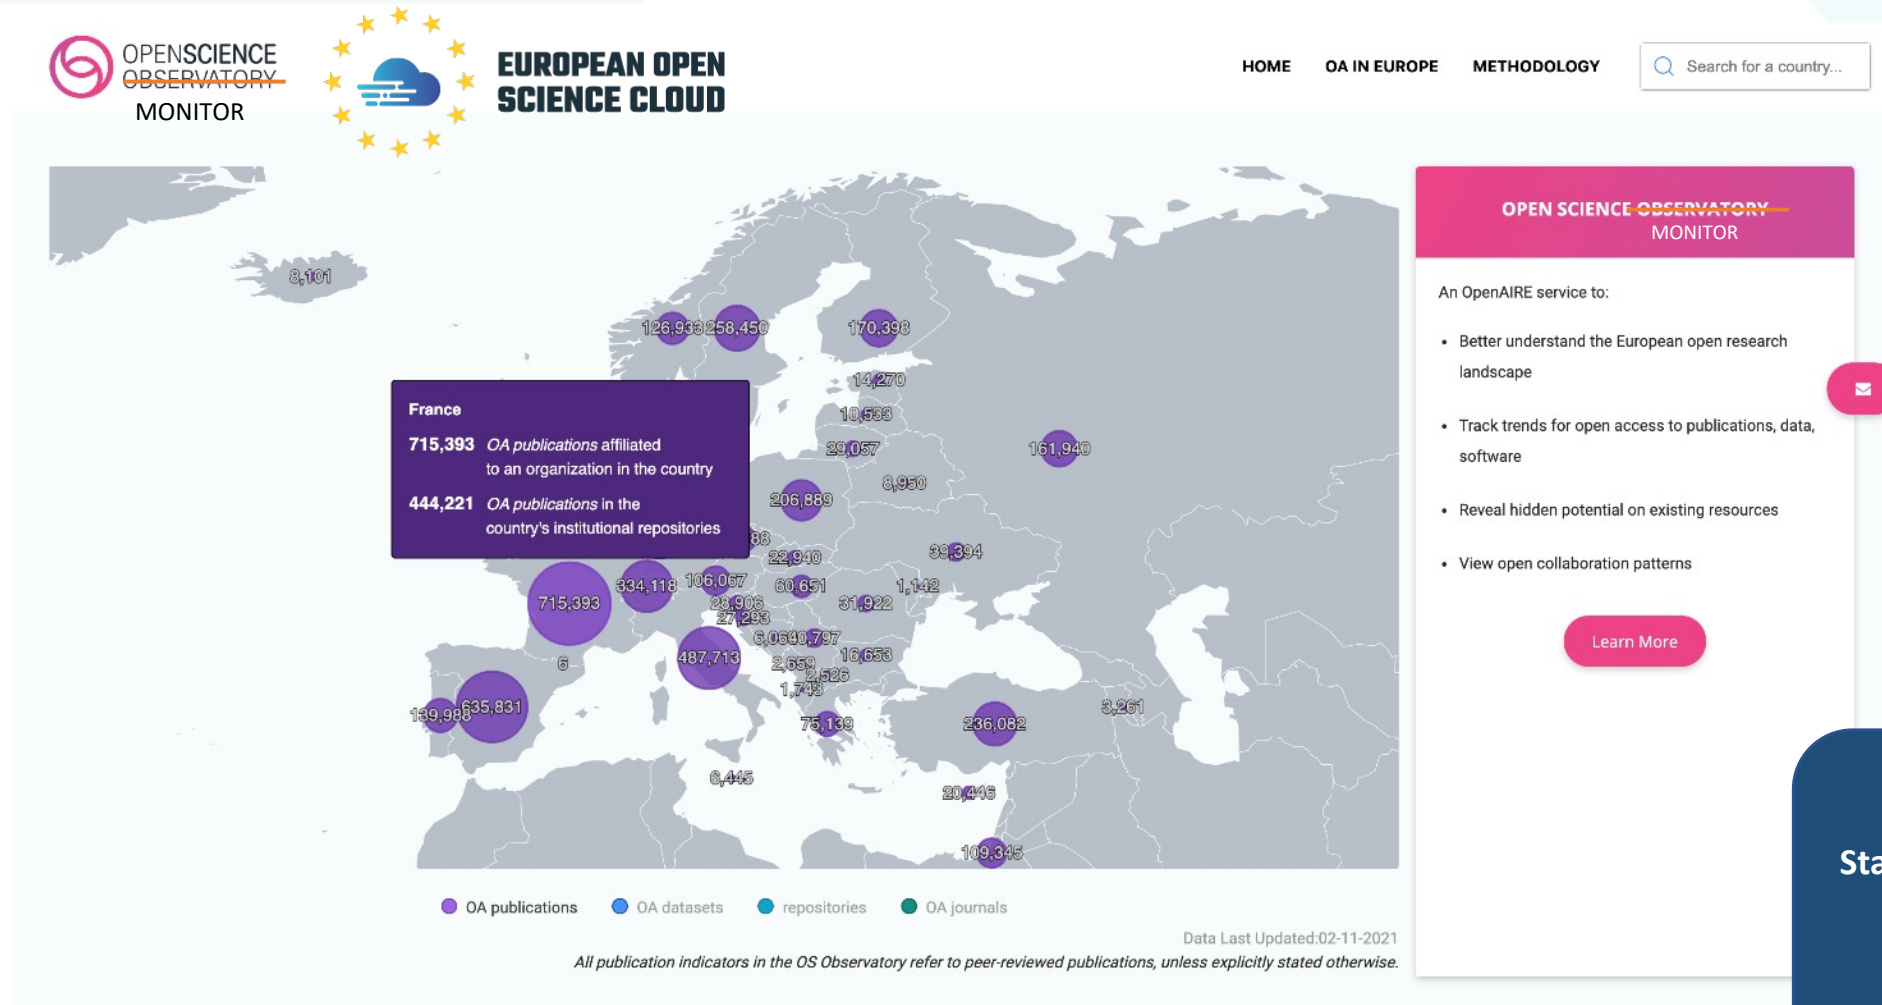 OPENSCIENCE
OBSERVATORY
MONITOR
EUROPEAN OPEN
SCIENCE CLOUD
HOME OA IN EUROPE METHODOLOGY
Search for a country...
8,101
126,933 258,450 170,398
14,270
10,533
29,057
161,940
8,950
206,889
France
715,393 OA publications affiliated
to an organization in the country
444,221 OA publications in the
country's institutional repositories
88
22,940
39,394
334,118 106,067 60,651 1,142
715,393 28,906 31,922
27,293
6
487,713
16,653
2,659
2,526
1,743
139,988 635,831
75,139 236,082 3,261
6,445
20,446
109,345
OA publications OA datasets repositories OA journals
Data Last Updated:02-11-2021
All publication indicators in the OS Observatory refer to peer-reviewed publications, unless explicitly stated otherwise.
OPEN SCIENCE OBSERVATORY
MONITOR
An OpenAIRE service to:
• Better understand the European open research
landscape
• Track trends for open access to publications, data,
software
• Reveal hidden potential on existing resources
• View open collaboration patterns
Learn More
Sta